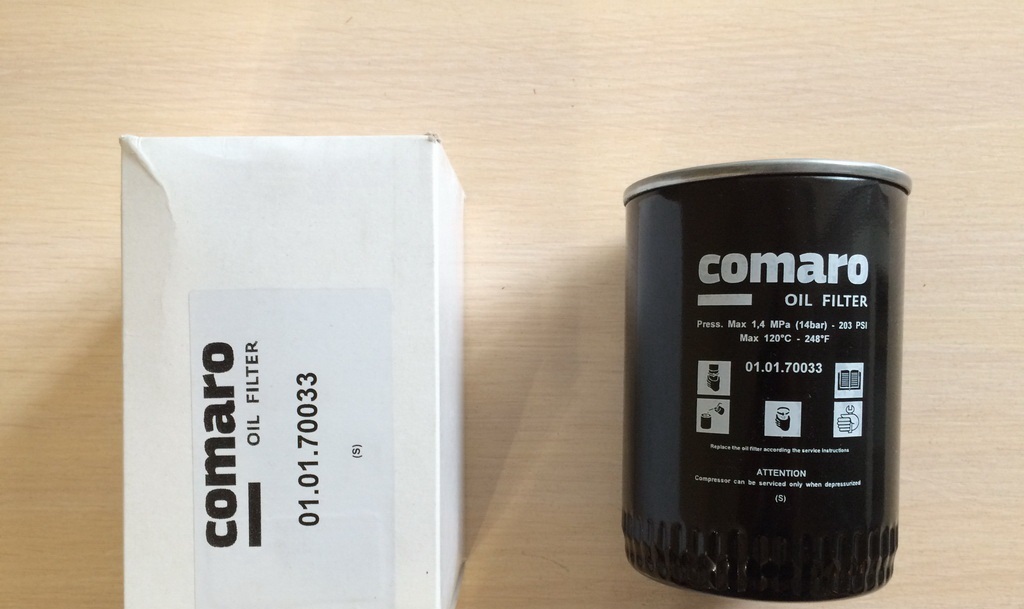 comaro
OIL FILTER
01.01.70033
(S)
comaro
OIL FILTER
Press. Max 1,4 MPa (14bar) - 203 PSI
Max 120°C - 248°F
01.01.70033
Replace the oil filter according the service instructions
ATTENTION
Compressor can be serviced only when depressurized
(S)